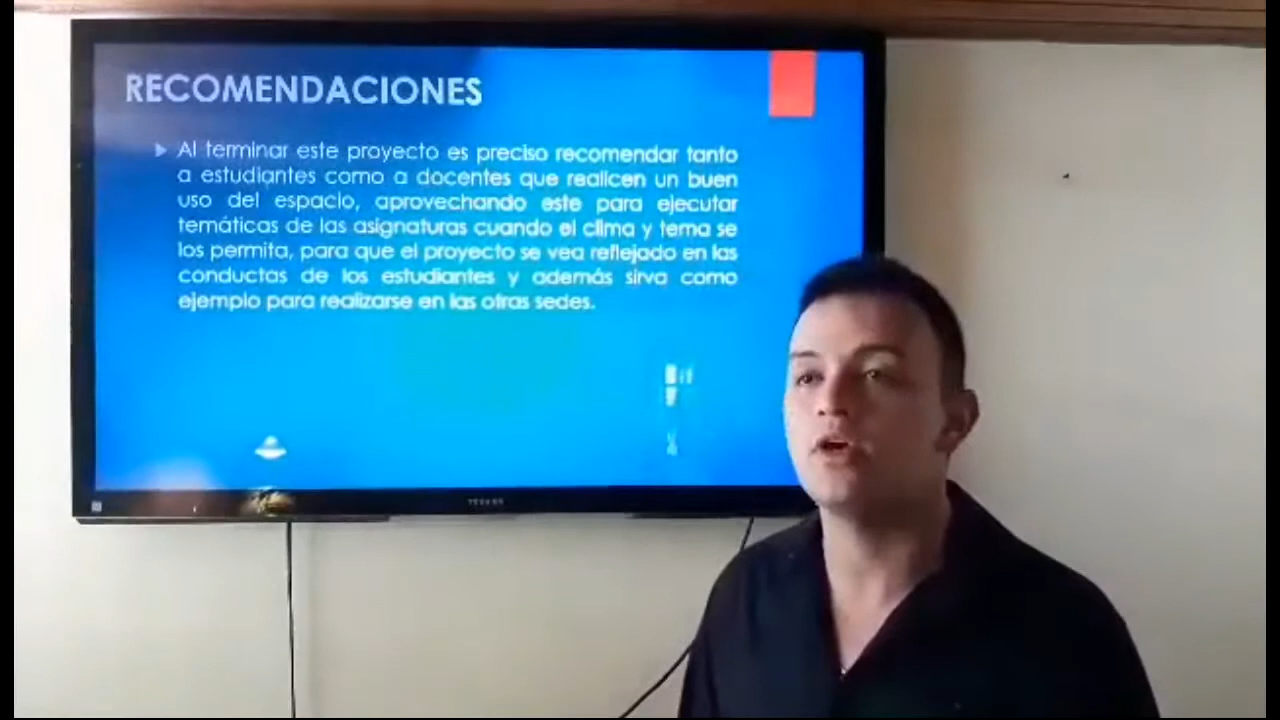 RECOMENDACIONES
Al terminar este proyecto es preciso recomendar tanto
a estudiantes como a docentes que realicen un buen
uso del espacio, aprovechando este para ejecutar
temáticas de las asignaturas cuando el clima y tema se
los permita, para que el proyecto se vea reflejado en las
conductas de los estudiantes y además sirva como
ejemplo para realizarse en las otras sedes.